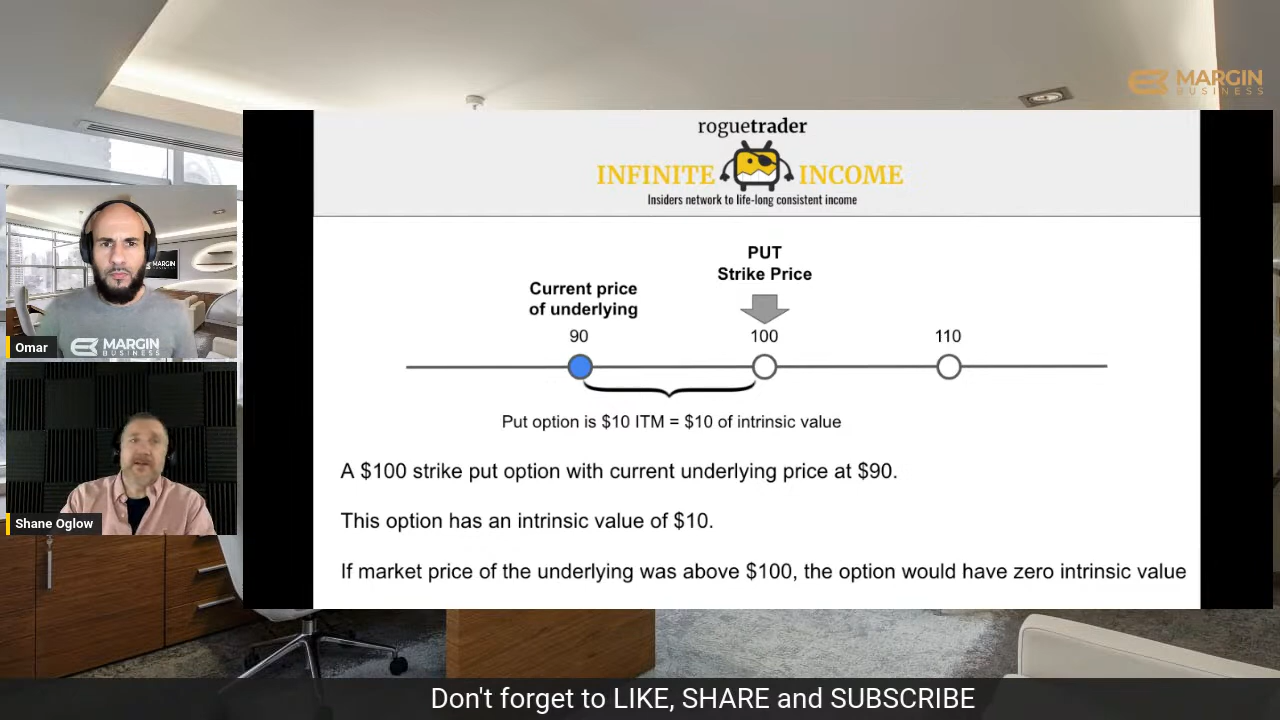 MARGIN
BUSINESS
roguetrader
INFINITE INCOME
Insiders network to life-long consistent income
PUT
Strike Price
Current price
of underlying
90
100
110
Put option is $10 ITM = $10 of intrinsic value
A $100 strike put option with current underlying price at $90.
This option has an intrinsic value of $10.
If market price of the underlying was above $100, the option would have zero intrinsic value
MARGIN
Omar
MARGIN
BUSINESS
Shane Oglow
Don't forget to LIKE, SHARE and SUBSCRIBE